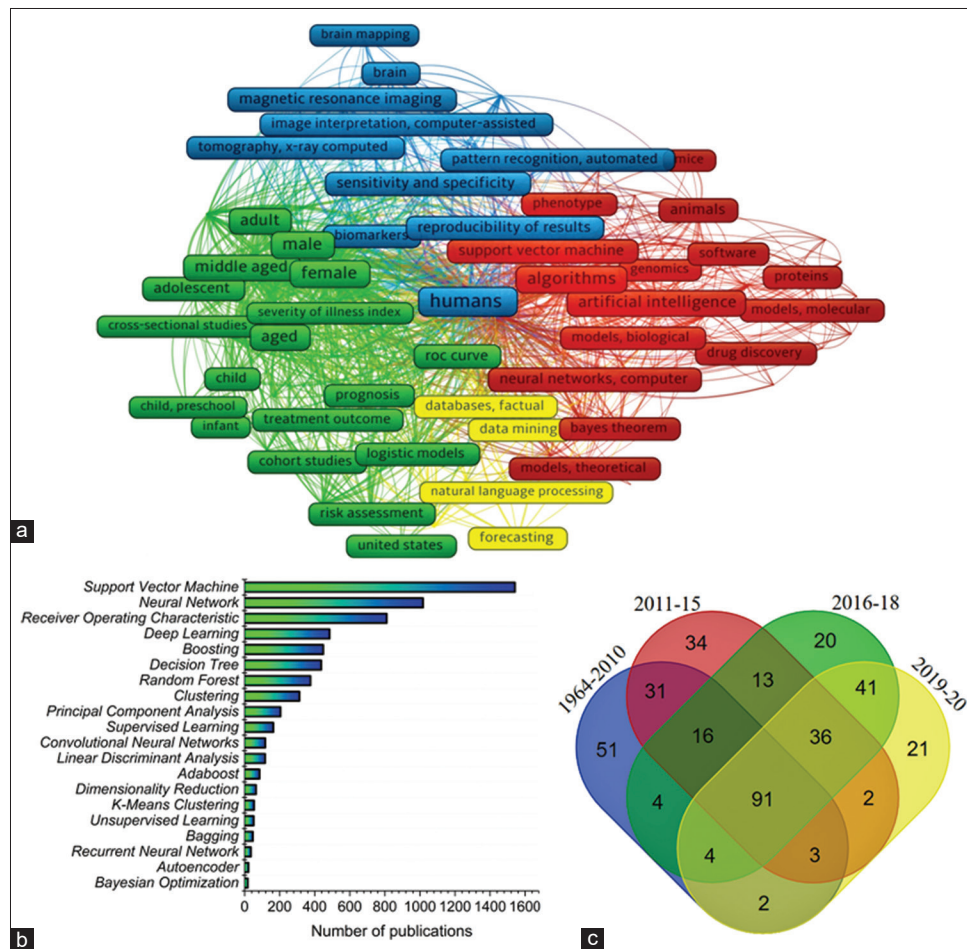 brain mapping
brain
magnetic resonance imaging
image interpretation, computer-assisted
tomography, x-ray computed
pattern recognition, automated
mice
sensitivity and specificity
phenotype
animals
adult
biomarkers
reproducibility of results
male
support vector machine
software
middle aged
female
algorithms
genomics
proteins
adolescent
humans
artificial intelligence
models, molecular
severity of illness index
cross-sectional studies
aged
models, biological
drug discovery
roc curve
child
neural networks, computer
prognosis
child, preschool
databases, factual
infant
treatment outcome
data mining
bayes theorem
cohort studies
logistic models
models, theoretical
natural language processing
risk assessment
united states
forecasting
a
Support Vector Machine
Neural Network
Receiver Operating Characteristic
Deep Learning
Boosting
Decision Tree
Random Forest
Clustering
Principal Component Analysis
Supervised Learning
Convolutional Neural Networks
Linear Discriminant Analysis
Adaboost
Dimensionality Reduction
K-Means Clustering
Unsupervised Learning
Bagging
Recurrent Neural Network
Autoencoder
Bayesian Optimization
0 200 400 600 800 1000 1200 1400 1600
Number of publications
b
1964-2010
2011-15
2016-18
2019-20
34
20
31
13
41
51
16
36
21
4
91
2
4
3
2
c